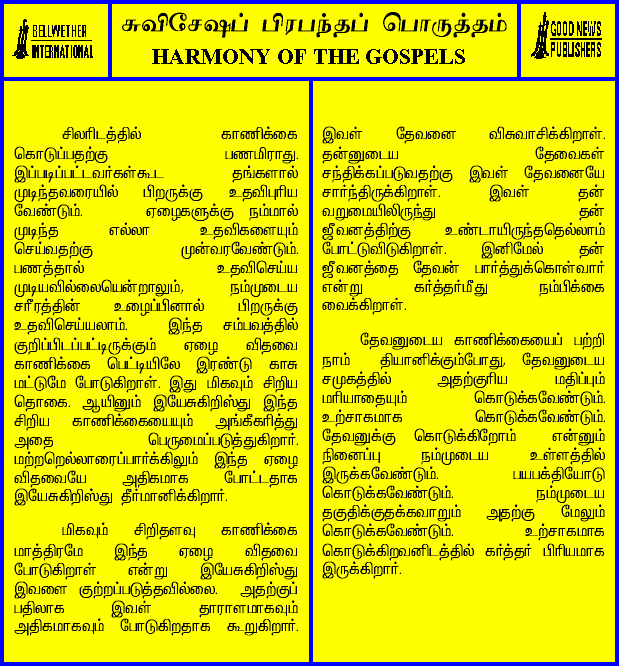 BELLWETHER
INTERNATIONAL
சுவிசேஷப் பிரபந்தப் பொருத்தம்
HARMONY OF THE GOSPELS
GOOD NEWS
PUBLISHERS
சிலரிடத்தில் காணிக்கை
கொடுப்பதற்கு பணமிராது.
இப்படிப்பட்டவர்கள்கூட தங்களால்
முடிந்தவரையில் பிறருக்கு உதவிபுரிய
வேண்டும். ஏழைகளுக்கு நம்மால்
முடிந்த எல்லா உதவிகளையும்
செய்வதற்கு முன்வரவேண்டும்.
பணத்தால் உதவிசெய்ய
முடியவில்லையென்றாலும், நம்முடைய
சரீரத்தின் உழைப்பினால் பிறருக்கு
உதவிசெய்யலாம். இந்த சம்பவத்தில்
குறிப்பிடப்பட்டிருக்கும் ஏழை விதவை
காணிக்கை பெட்டியிலே இரண்டு காசு
மட்டுமே போடுகிறாள். இது மிகவும் சிறிய
தொகை. ஆயினும் இயேசுகிறிஸ்து இந்த
சிறிய காணிக்கையையும் அங்கீகரித்து
அதை பெருமைப்படுத்துகிறார்.
மற்றறெல்லாரைப்பார்க்கிலும் இந்த ஏழை
விதவையே அதிகமாக போட்டதாக
இயேசுகிறிஸ்து தீர்மானிக்கிறார்.
மிகவும் சிறிதளவு காணிக்கை
மாத்திரமே இந்த ஏழை விதவை
போடுகிறாள் என்று இயேசுகிறிஸ்து
இவளை குற்றப்படுத்தவில்லை. அதற்குப்
பதிலாக இவள் தாராளமாகவும்
அதிகமாகவும் போடுகிறதாக கூறுகிறார்.
இவள் தேவனை விசுவாசிக்கிறாள்.
தன்னுடைய தேவைகள்
சந்திக்கப்படுவதற்கு இவள் தேவனையே
சார்ந்திருக்கிறாள். இவள் தன்
வறுமையிலிருந்து தன்
ஜீவனத்திற்கு உண்டாயிருந்ததெல்லாம்
போட்டுவிடுகிறாள். இனிமேல் தன்
ஜீவனத்தை தேவன் பார்த்துக்கொள்வார்
என்று கர்த்தர்மீது நம்பிக்கை
வைக்கிறாள்.
தேவனுடைய காணிக்கையைப் பற்றி
நாம் தியானிக்கும்போது, தேவனுடைய
சமுகத்தில் அதற்குரிய மதிப்பும்
மரியாதையும் கொடுக்கவேண்டும்.
உற்சாகமாக கொடுக்கவேண்டும்.
தேவனுக்கு கொடுக்கிறோம் என்னும்
நினைப்பு நம்முடைய உள்ளத்தில்
இருக்கவேண்டும். பயபக்தியோடு
கொடுக்கவேண்டும். நம்முடைய
தகுதிக்குதக்கவாறும் அதற்கு மேலும்
கொடுக்கவேண்டும். உற்சாகமாக
கொடுக்கிறவனிடத்தில் கர்த்தர் பிரியமாக
இருக்கிறார்.